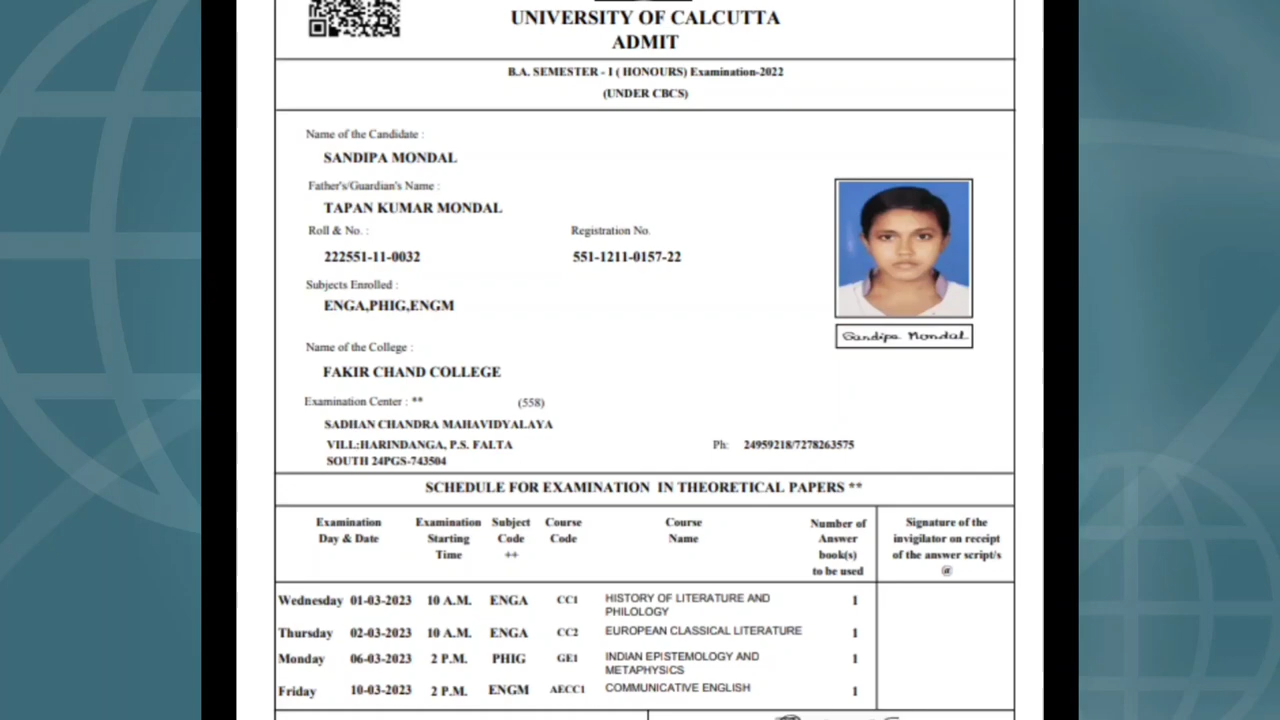 UNIVERSITY OF CALCUTTA
ADMIT
B.A. SEMESTER - I ( HONOURS) Examination-2022
(UNDER CBCS)
Name of the Candidate :
SANDIPA MONDAL
Father's/Guardian's Name :
TAPAN KUMAR MONDAL
Roll & No. : Registration No.
222551-11-0032 551-1211-0157-22
Subjects Enrolled :
ENGA,PHIG,ENGM
Sandipa Mondal
Name of the College :
FAKIR CHAND COLLEGE
Examination Center : ** (558)
SADHAN CHANDRA MAHAVIDYALAYA
VILL:HARINDANGA, P.S. FALTA Ph: 24959218/7278263575
SOUTH 24PGS-743504
SCHEDULE FOR EXAMINATION IN THEORETICAL PAPERS **
Examination Examination Subject Course Course Number of Signature of the
Day & Date Starting Code Code Name Answer invigilator on receipt
Time ++ book(s) of the answer script/s
to be used @
Wednesday 01-03-2023 10 A.M. ENGA CC1 HISTORY OF LITERATURE AND 1
PHILOLOGY
Thursday 02-03-2023 10 A.M. ENGA CC2 EUROPEAN CLASSICAL LITERATURE 1
Monday 06-03-2023 2 P.M. PHIG GE1 INDIAN EPISTEMOLOGY AND 1
METAPHYSICS
Friday 10-03-2023 2 P.M. ENGM AECC1 COMMUNICATIVE ENGLISH 1